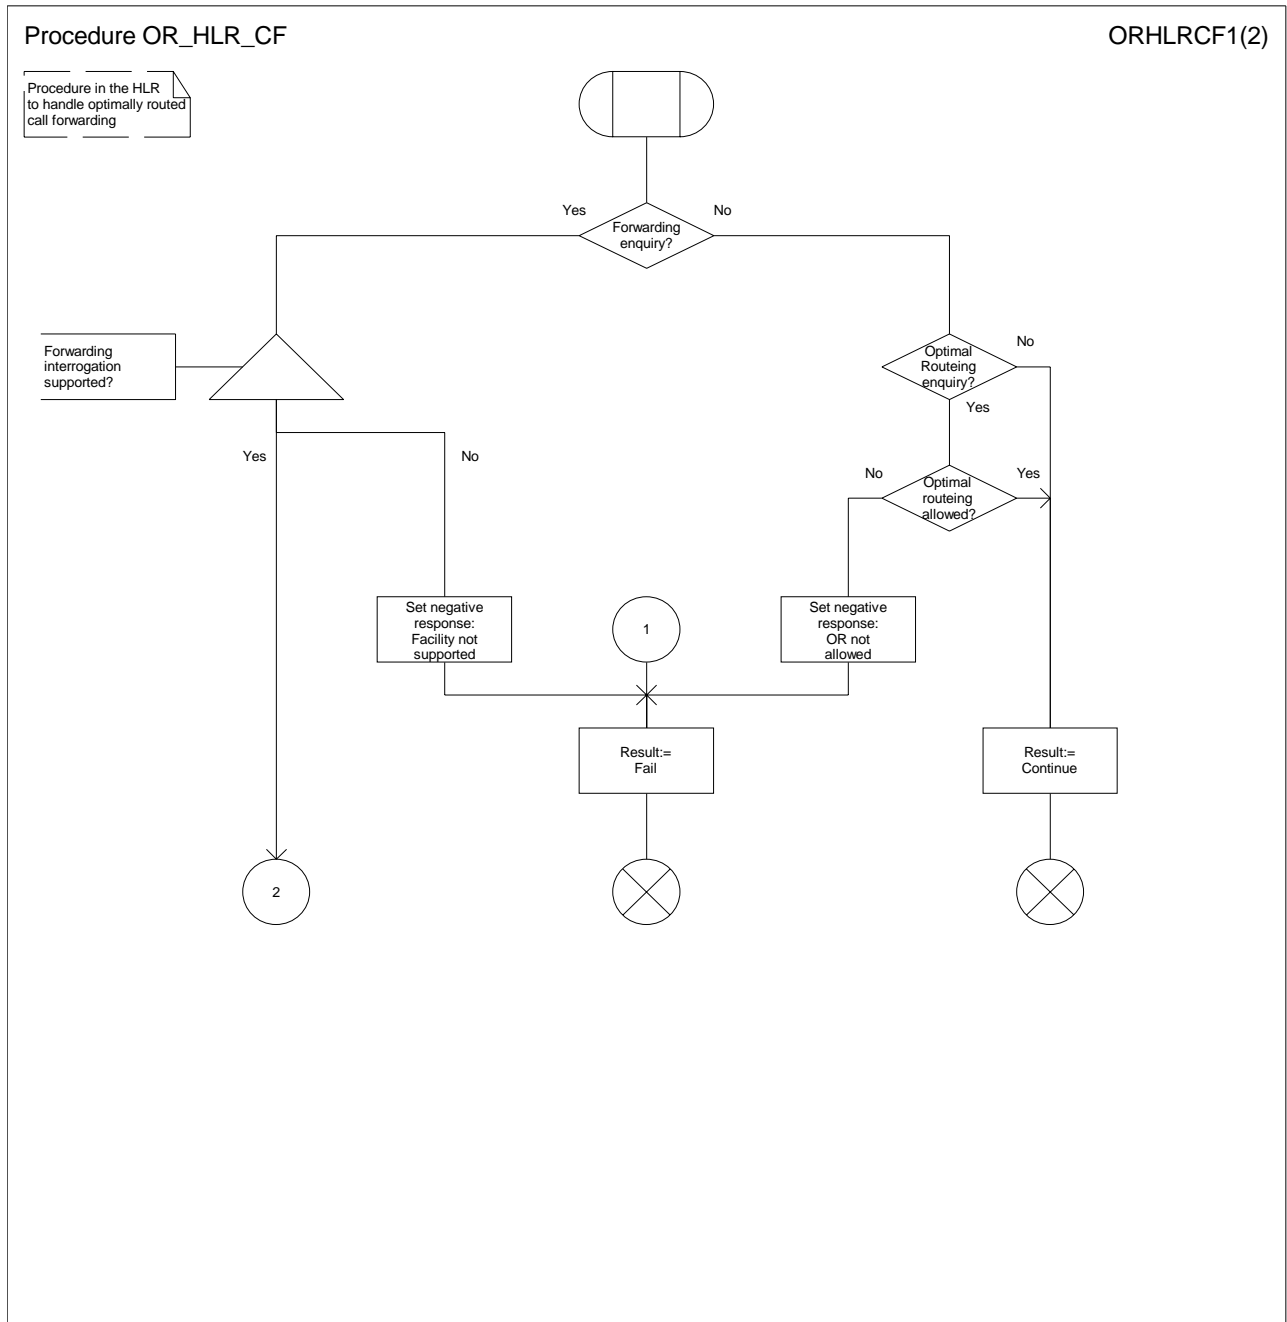 Procedure OR_HLR_CF
ORHLRCF1(2)
Procedure in the HLR
to handle optimally routed
call forwarding
Yes
No
Forwarding
enquiry?
Forwarding
interrogation
supported?
Optimal
Routeing
enquiry?
No
Yes
Yes
No
No
Yes
Optimal
routeing
allowed?
Set negative
response:
Facility not
supported
1
Set negative
response:
OR not
allowed
Result:=
Fail
Result:=
Continue
2